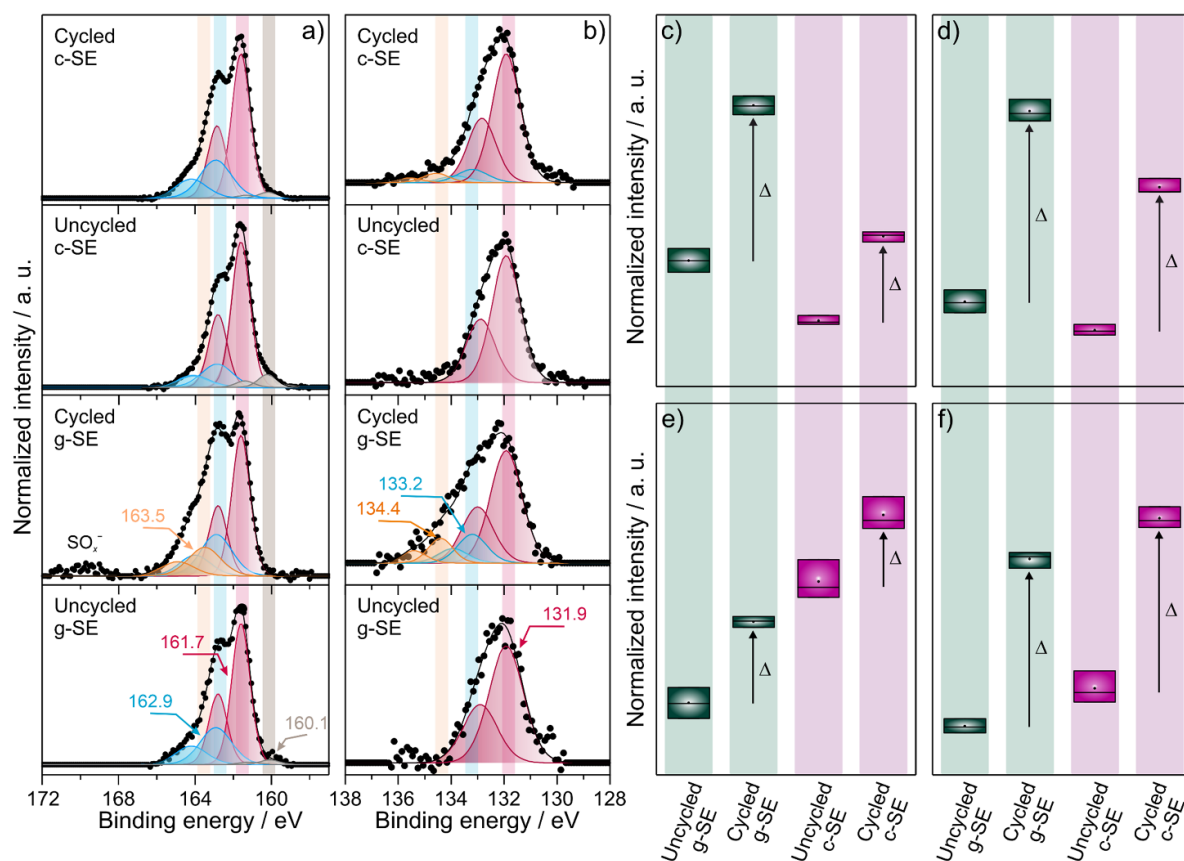 a)
Cycled
c-SE
Uncycled
c-SE
Cycled
g-SE
163.5
SOₓ⁻
Uncycled
g-SE
161.7
162.9
160.1
172 168 164 160
Binding energy / eV
Normalized intensity / a. u.
b)
Cycled
c-SE
Uncycled
c-SE
Cycled
g-SE
133.2
134.4
Uncycled
g-SE
131.9
138 136 134 132 130 128
Binding energy / eV
c)
Δ
Δ
Normalized intensity / a. u.
d)
Δ
Δ
e)
Δ
Δ
Normalized intensity / a. u.
Uncycled
g-SE
Cycled
g-SE
Uncycled
c-SE
Cycled
c-SE
f)
Δ
Δ
Uncycled
g-SE
Cycled
g-SE
Uncycled
c-SE
Cycled
c-SE